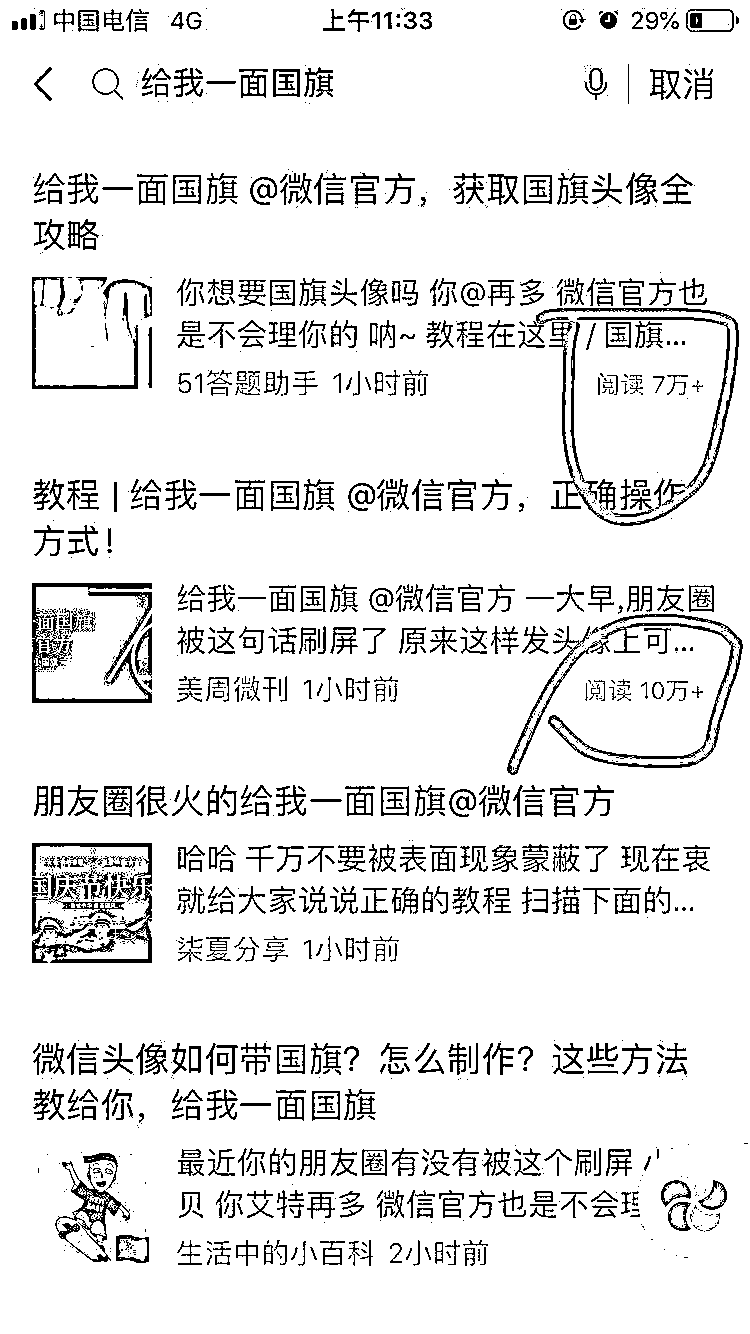 中国电信 4G 上午11:33 29%
给我一面国旗 取消
给我一面国旗 @微信官方，获取国旗头像全
攻略
你想要国旗头像吗 你@再多 微信官方也
是不会理你的 呐~ 教程在这里 / 国旗...
51答题助手 1小时前 阅读 7万+
教程 | 给我一面国旗 @微信官方，正确操作
方式！
给我一面国旗 @微信官方 一大早,朋友圈
被这句话刷屏了 原来这样发头像上可...
美周微刊 1小时前 阅读 10万+
面国旗
官方
朋友圈很火的给我一面国旗@微信官方
哈哈 千万不要被表面现象蒙蔽了 现在衷
就给大家说说正确的教程 扫描下面的...
国庆节快乐
柒夏分享 1小时前
微信头像如何带国旗？怎么制作？这些方法
教给你，给我一面国旗
最近你的朋友圈有没有被这个刷屏
贝 你艾特再多 微信官方也是不会理
生活中的小百科 2小时前